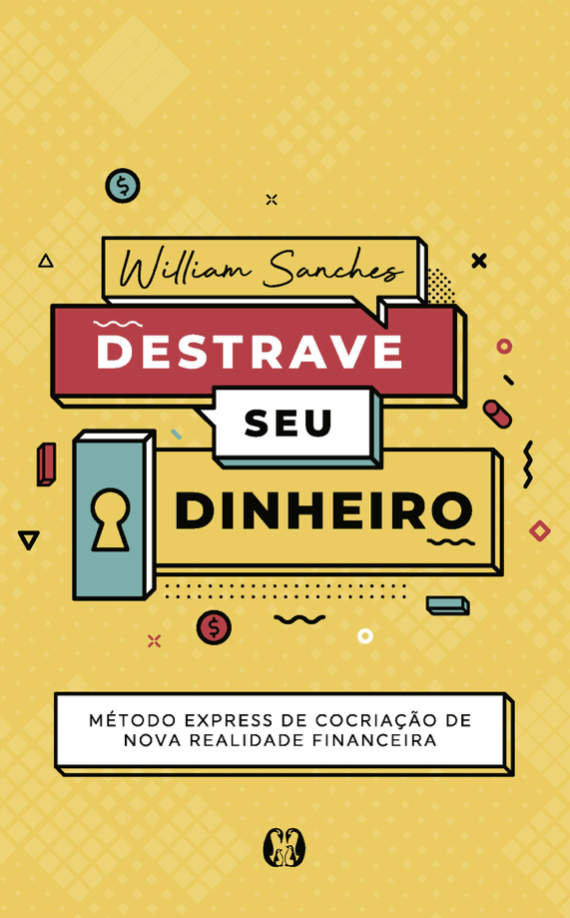 William Sanches
DESTRAVE
SEU
DINHEIRO
MÉTODO EXPRESS DE COCRIAÇÃO DE
NOVA REALIDADE FINANCEIRA